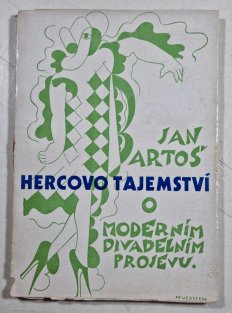 JAN
BARTOŠ
HERCOVO TAJEMSTVÍ
O
MODERNÍM
DIVADELNÍM
PROJEVU.